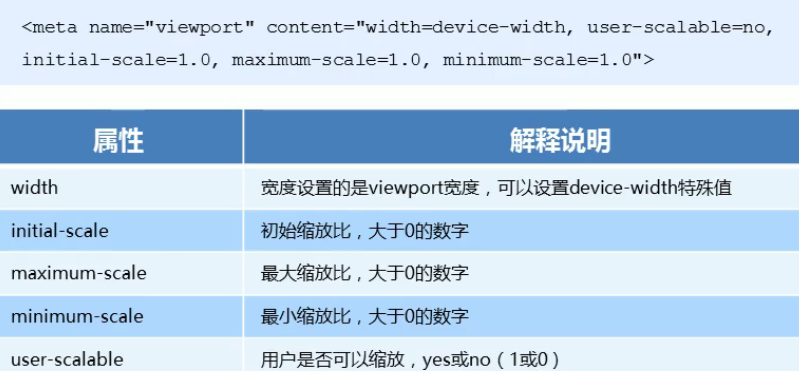 <meta name="viewport" content="width=device-width, user-scalable=no,
initial-scale=1.0, maximum-scale=1.0, minimum-scale=1.0">
属性 解释说明
width 宽度设置的是viewport宽度，可以设置device-width特殊值
initial-scale 初始缩放比，大于0的数字
maximum-scale 最大缩放比，大于0的数字
minimum-scale 最小缩放比，大于0的数字
user-scalable 用户是否可以缩放，yes或no（1或0）